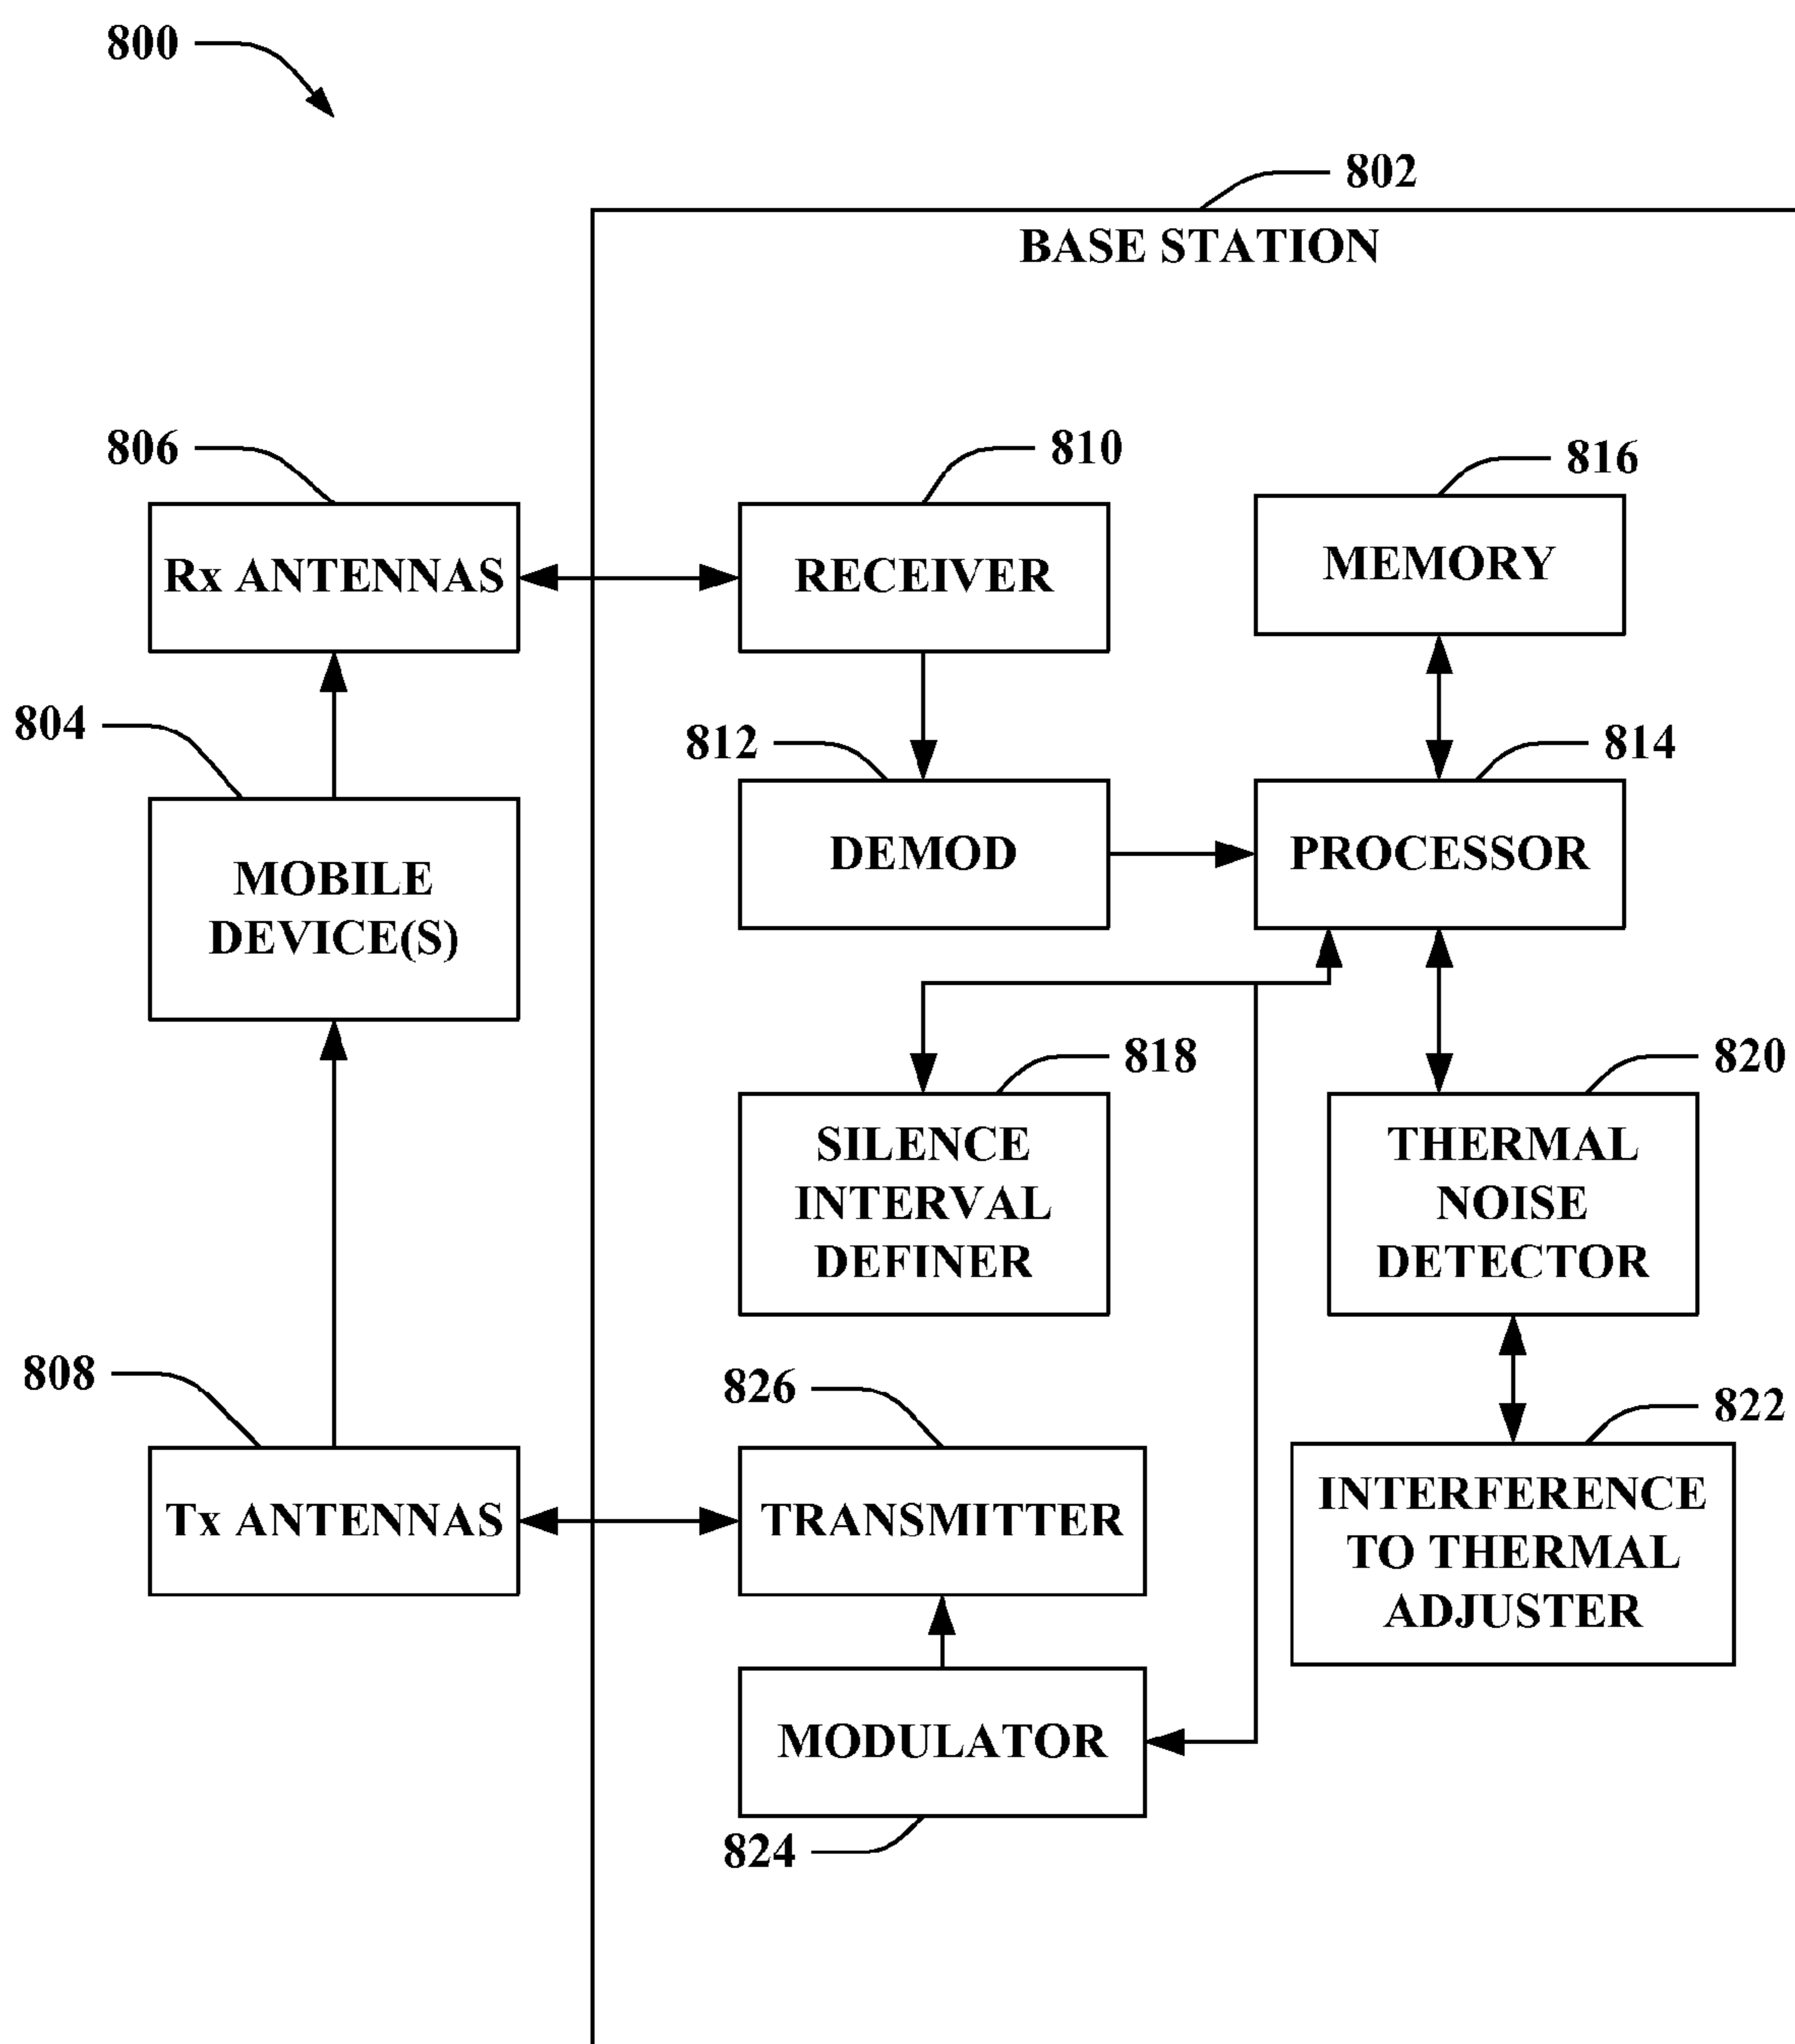 800
802
BASE STATION
806
810
816
Rx ANTENNAS
RECEIVER
MEMORY
804
812
814
MOBILE
DEVICE(S)
DEMOD
PROCESSOR
818
820
SILENCE
INTERVAL
DEFINER
THERMAL
NOISE
DETECTOR
808
826
822
Tx ANTENNAS
TRANSMITTER
INTERFERENCE
TO THERMAL
ADJUSTER
MODULATOR
824